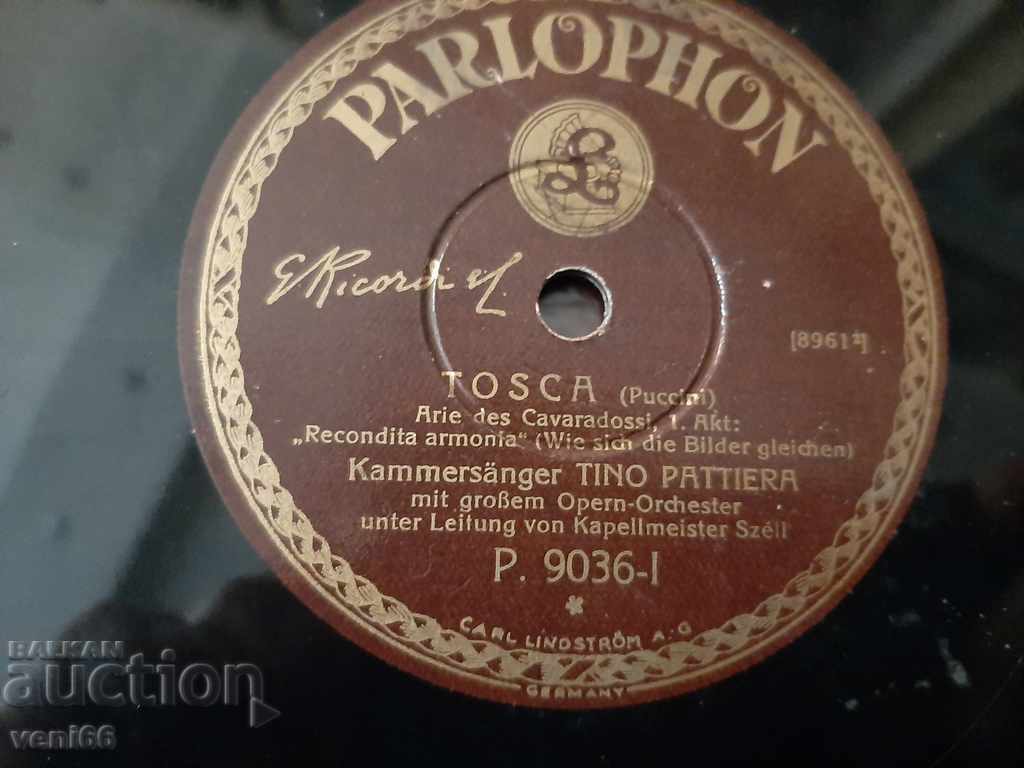 PARLOPHON
£
[8961²]
TOSCA (Puccini)
Arie des Cavaradossi, 1. Akt:
„Recondita armonia“ (Wie sich die Bilder gleichen)
Kammersänger TINO PATTIERA
mit großem Opern-Orchester
unter Leitung von Kapellmeister Széll
P. 9036-I
*
CARL LINDSTRÖM A.G
GERMANY
BALKAN
auction
veni66